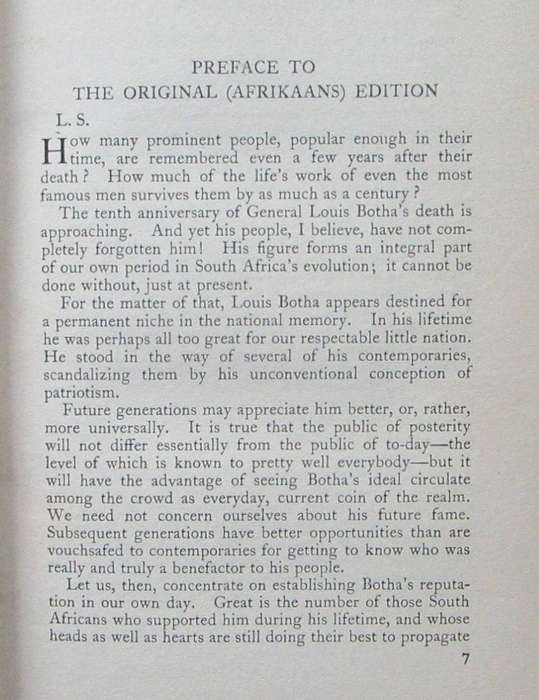 PREFACE TO
THE ORIGINAL (AFRIKAANS) EDITION
L. S.
How many prominent people, popular enough in their
time, are remembered even a few years after their
death? How much of the life's work of even the most
famous men survives them by as much as a century?
The tenth anniversary of General Louis Botha's death is
approaching. And yet his people, I believe, have not com-
pletely forgotten him! His figure forms an integral part
of our own period in South Africa's evolution; it cannot be
done without, just at present.
For the matter of that, Louis Botha appears destined for
a permanent niche in the national memory. In his lifetime
he was perhaps all too great for our respectable little nation.
He stood in the way of several of his contemporaries,
scandalizing them by his unconventional conception of
patriotism.
Future generations may appreciate him better, or, rather,
more universally. It is true that the public of posterity
will not differ essentially from the public of to-day—the
level of which is known to pretty well everybody—but it
will have the advantage of seeing Botha's ideal circulate
among the crowd as everyday, current coin of the realm.
We need not concern ourselves about his future fame.
Subsequent generations have better opportunities than are
vouchsafed to contemporaries for getting to know who was
really and truly a benefactor to his people.
Let us, then, concentrate on establishing Botha's reputa-
tion in our own day. Great is the number of those South
Africans who supported him during his lifetime, and whose
heads as well as hearts are still doing their best to propagate
7